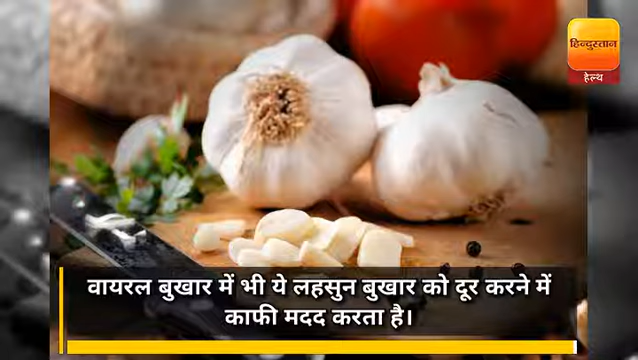 हिन्दुस्तान
हेल्थ
वायरल बुखार में भी ये लहसुन बुखार को दूर करने में
काफी मदद करता है।